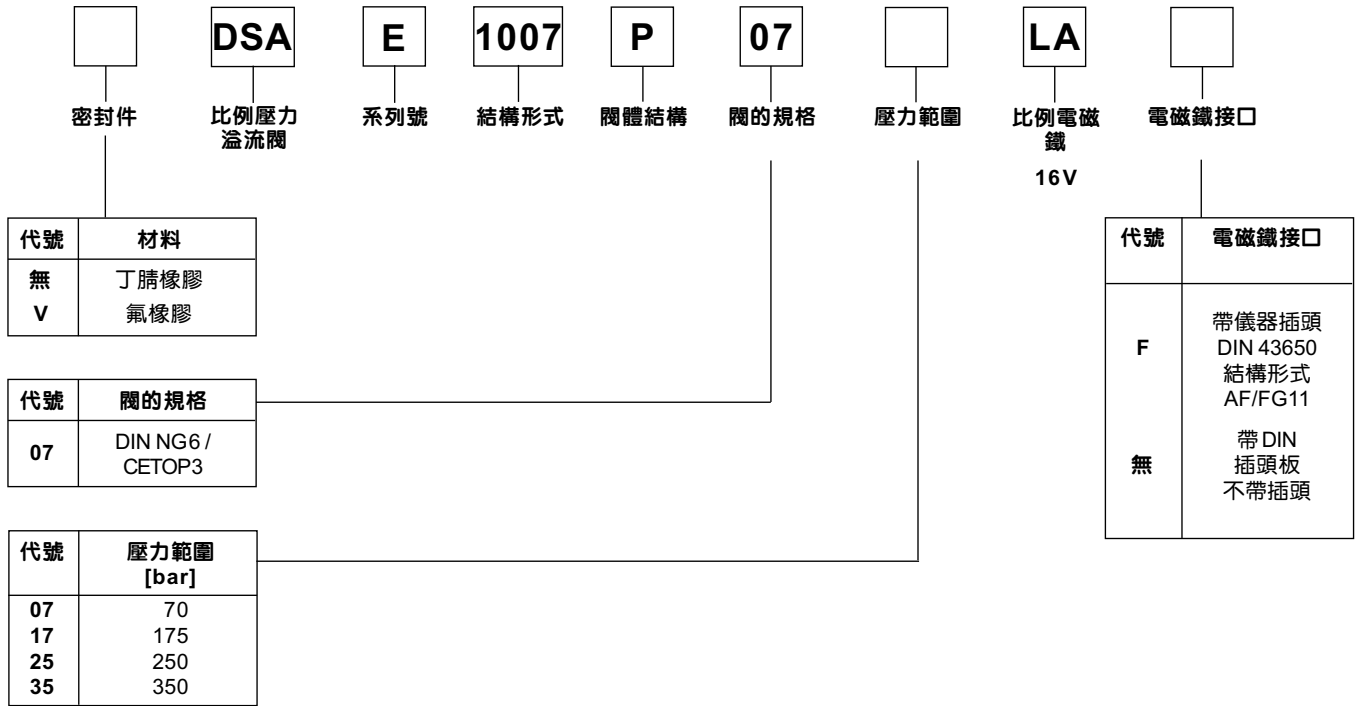 DSA E 1007 P 07 LA
密封件 比例壓力 系列號 結構形式 閥體結構 閥的規格 壓力範圍 比例電磁 電磁鐵接口
溢流閥 鐵
16V
代號 材料
無 丁腈橡膠
V 氟橡膠
代號 閥的規格
07 DIN NG6 /
CETOP3
代號 壓力範圍
[bar]
07 70
17 175
25 250
35 350
代號 電磁鐵接口
帶儀器插頭
F DIN 43650
結構形式
AF/FG11
帶 DIN
無 插頭板
不帶插頭